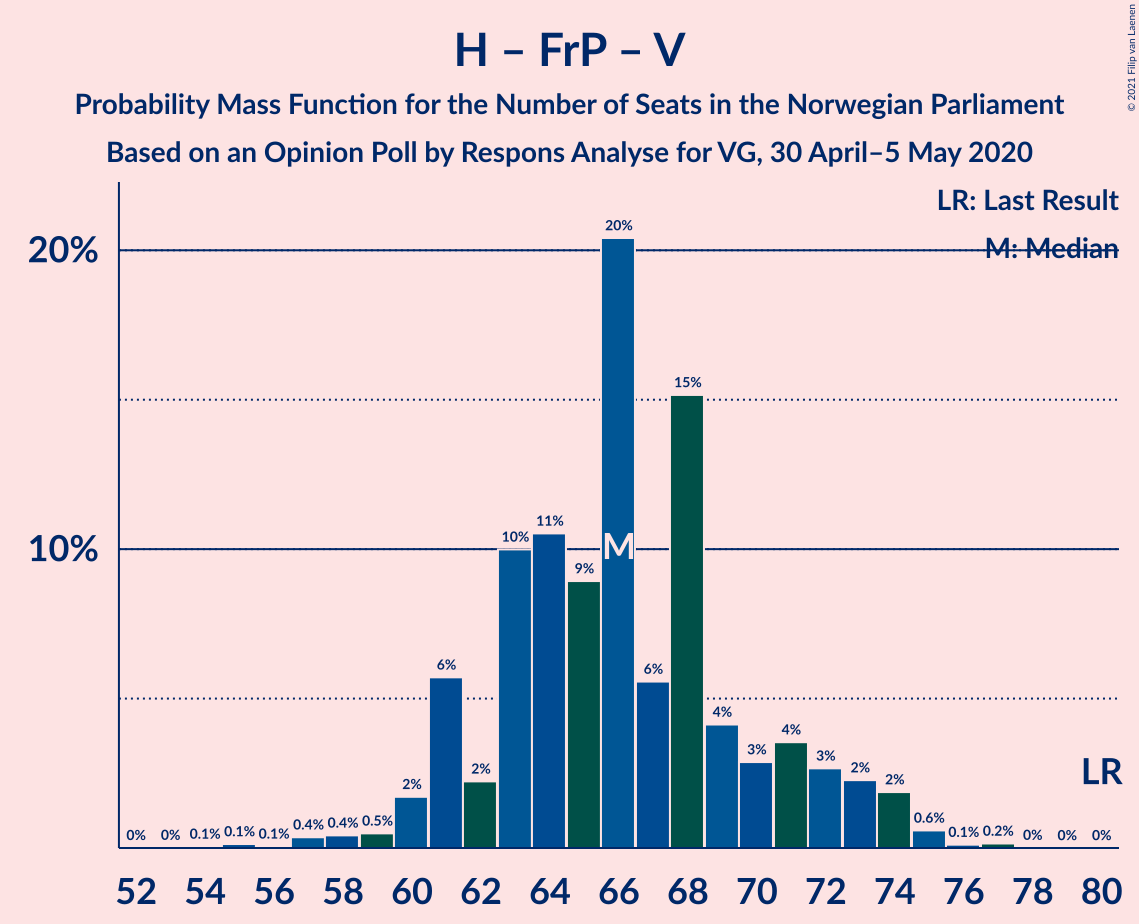 H – FrP – V
Probability Mass Function for the Number of Seats in the Norwegian Parliament
Based on an Opinion Poll by Respons Analyse for VG, 30 April–5 May 2020
© 2021 Filip van Laenen
LR: Last Result
M: Median
20%
10%
0% 0% 0.1% 0.1% 0.1% 0.4% 0.4% 0.5% 2% 6% 2% 10% 11% 9% 20% 6% 15% 4% 3% 4% 3% 2% 2% 0.6% 0.1% 0.2% 0% 0% 0%
M
LR
52 54 56 58 60 62 64 66 68 70 72 74 76 78 80